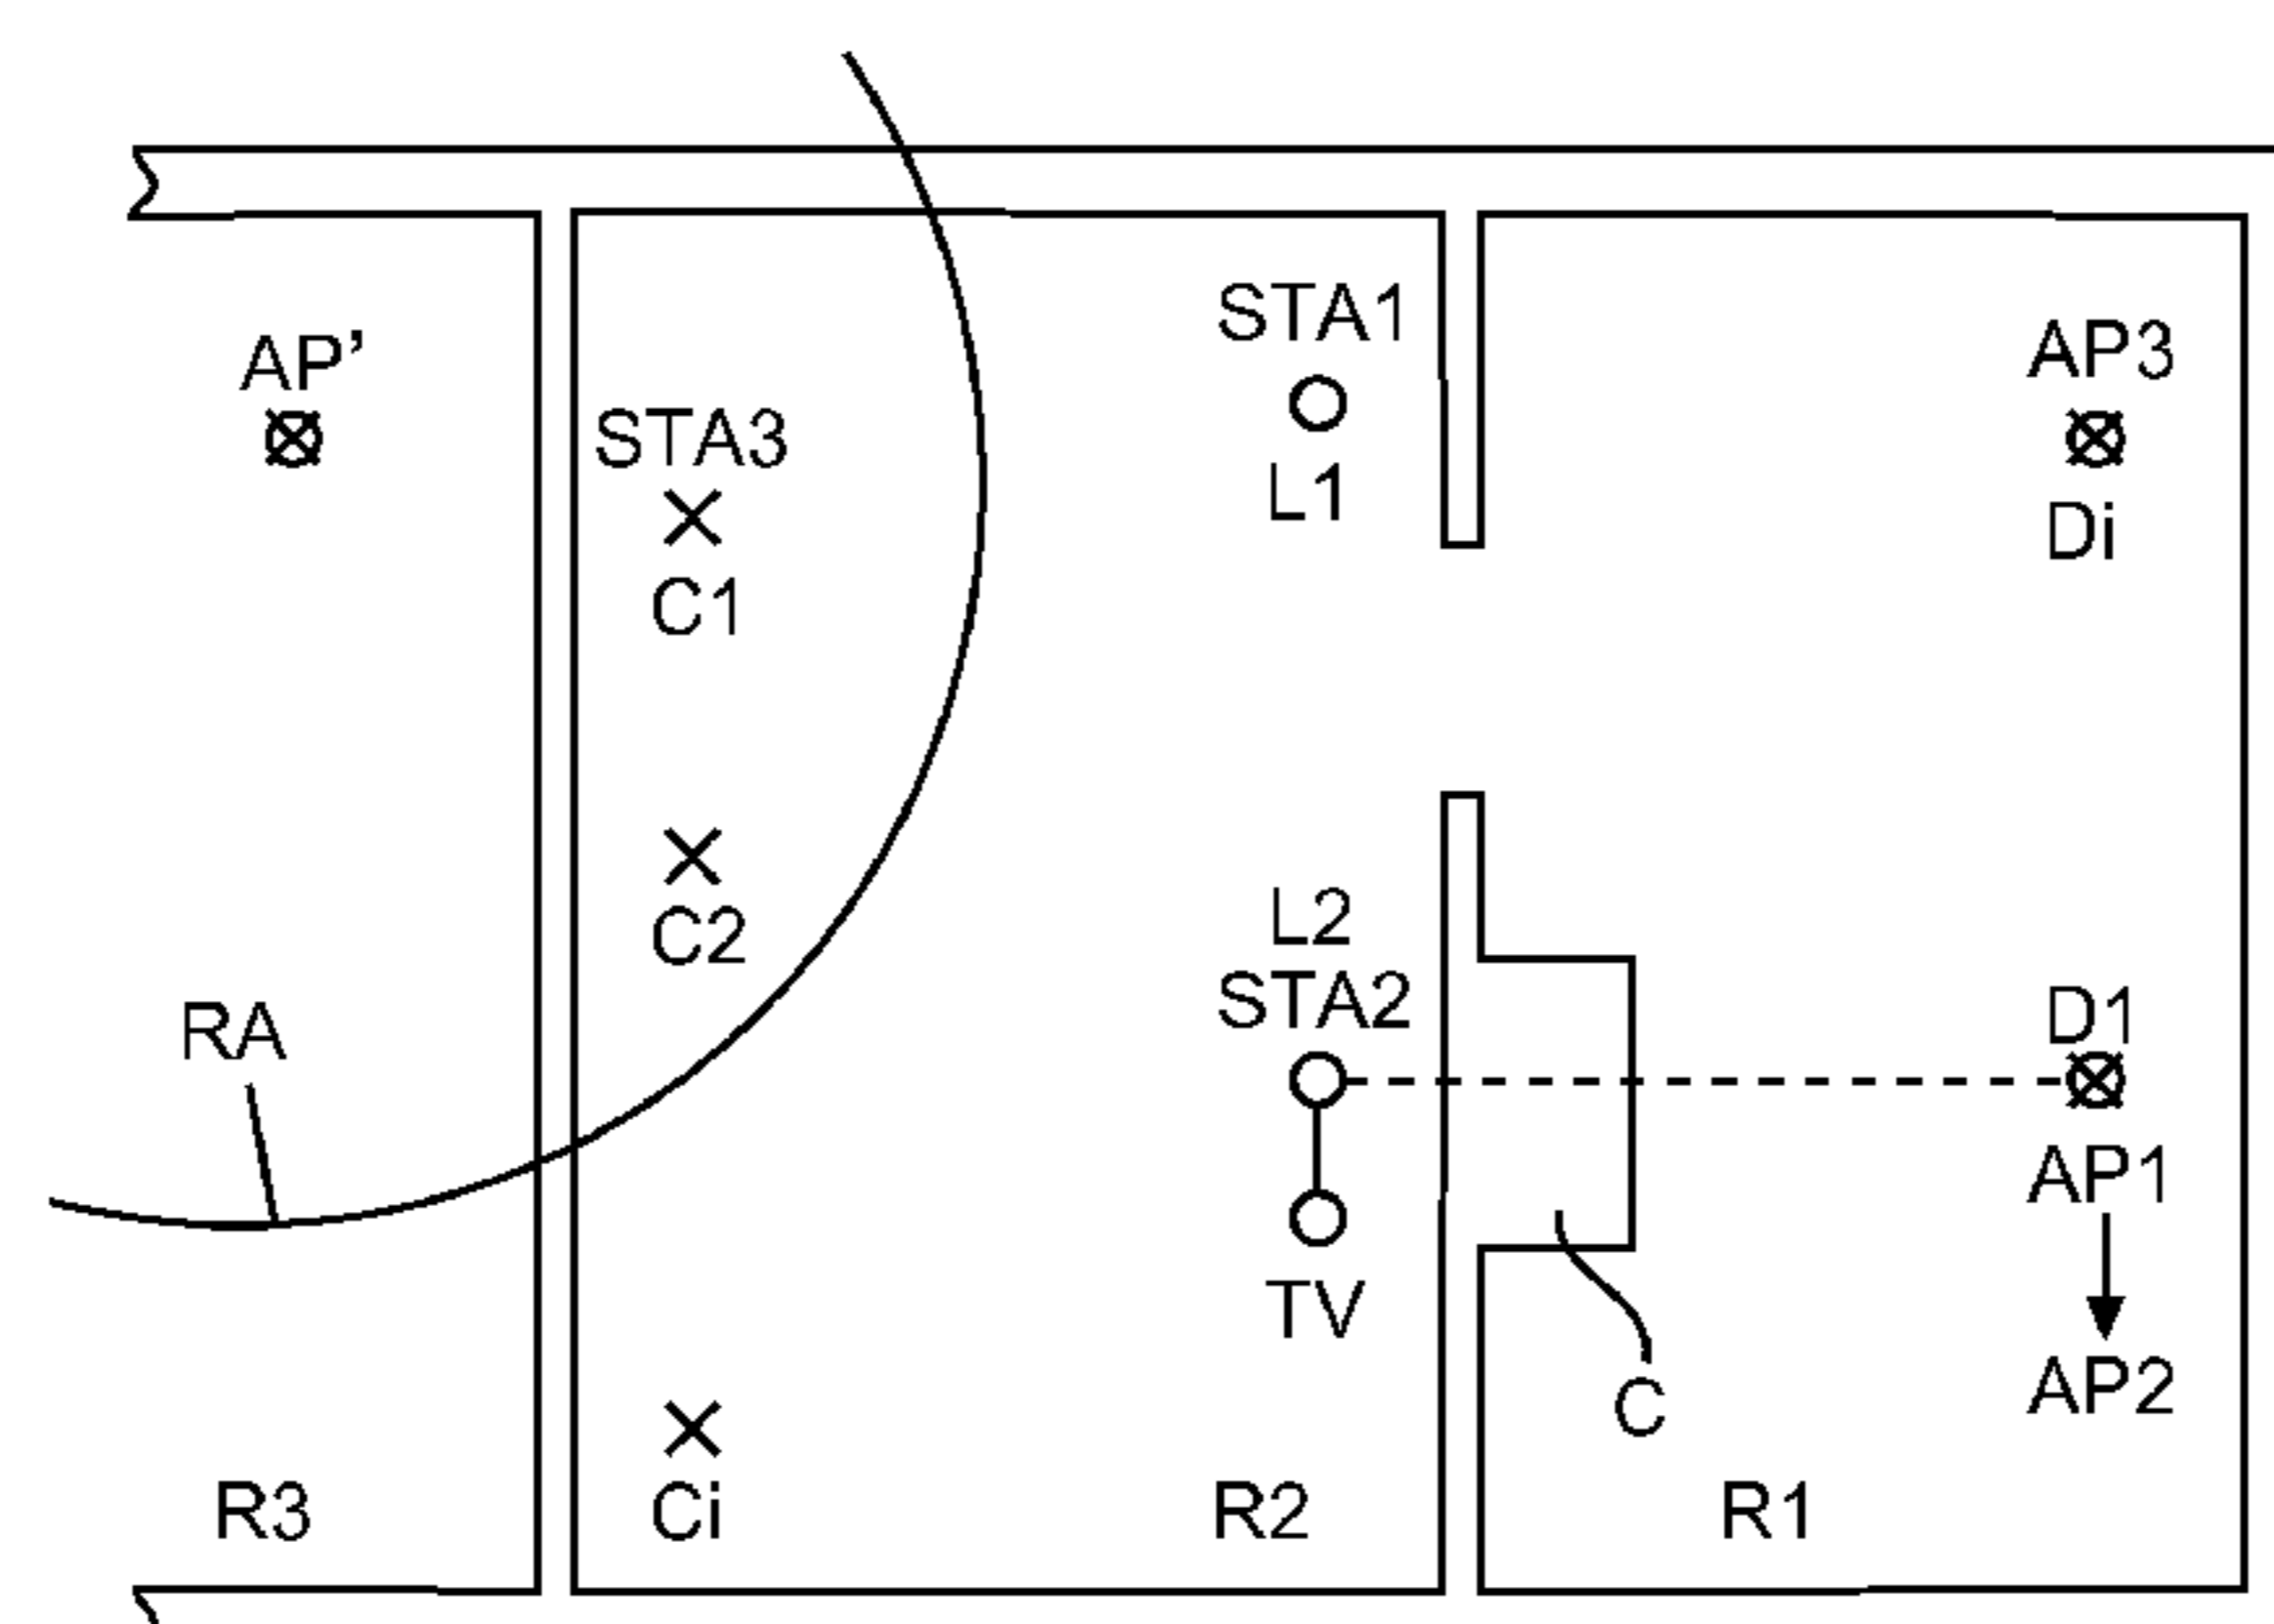 STA1
AP3
AP'
STA3
L1
Di
C1
L2
C2
STA2
D1
RA
AP1
TV
AP2
C
R3
Ci
R2
R1